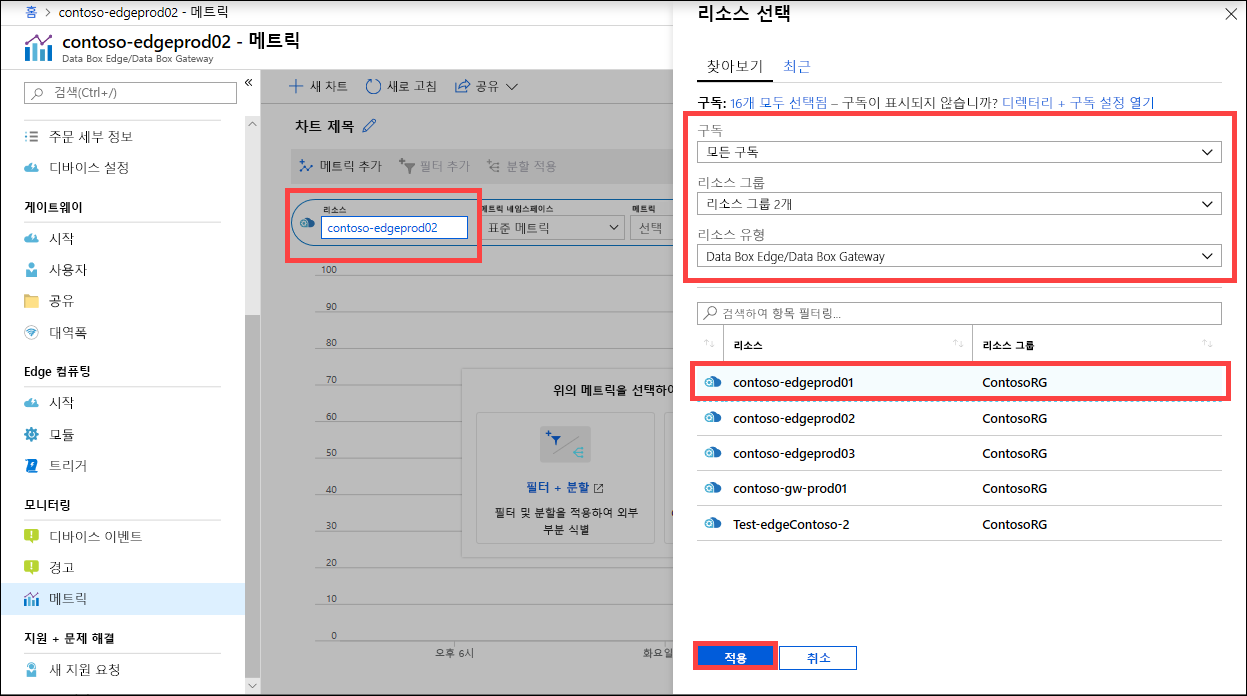 홈 > contoso-edgeprod02 - 메트릭
contoso-edgeprod02 - 메트릭
Data Box Edge/Data Box Gateway
검색(Ctrl+/)
주문 세부 정보
디바이스 설정
게이트웨이
시작
사용자
공유
대역폭
Edge 컴퓨팅
시작
모듈
트리거
모니터링
디바이스 이벤트
경고
메트릭
지원 + 문제 해결
새 지원 요청
새 차트 새로 고침 공유
차트 제목
메트릭 추가 필터 추가 분할 적용
리소스 메트릭 네임스페이스 메트릭
contoso-edgeprod02 표준 메트릭 선택
100
90
80
70
60
50
40
30
20
10
0
오후 6시 화요일
위의 메트릭을 선택하여
필터 + 분할
필터 및 분할을 적용하여 외부
부분 식별
리소스 선택
찾아보기 최근
구독: 16개 모두 선택됨 – 구독이 표시되지 않습니까? 디렉터리 + 구독 설정 열기
구독
모든 구독
리소스 그룹
리소스 그룹 2개
리소스 유형
Data Box Edge/Data Box Gateway
검색하여 항목 필터링...
리소스 리소스 그룹
contoso-edgeprod01 ContosoRG
contoso-edgeprod02 ContosoRG
contoso-edgeprod03 ContosoRG
contoso-gw-prod01 ContosoRG
Test-edgeContoso-2 ContosoRG
적용 취소